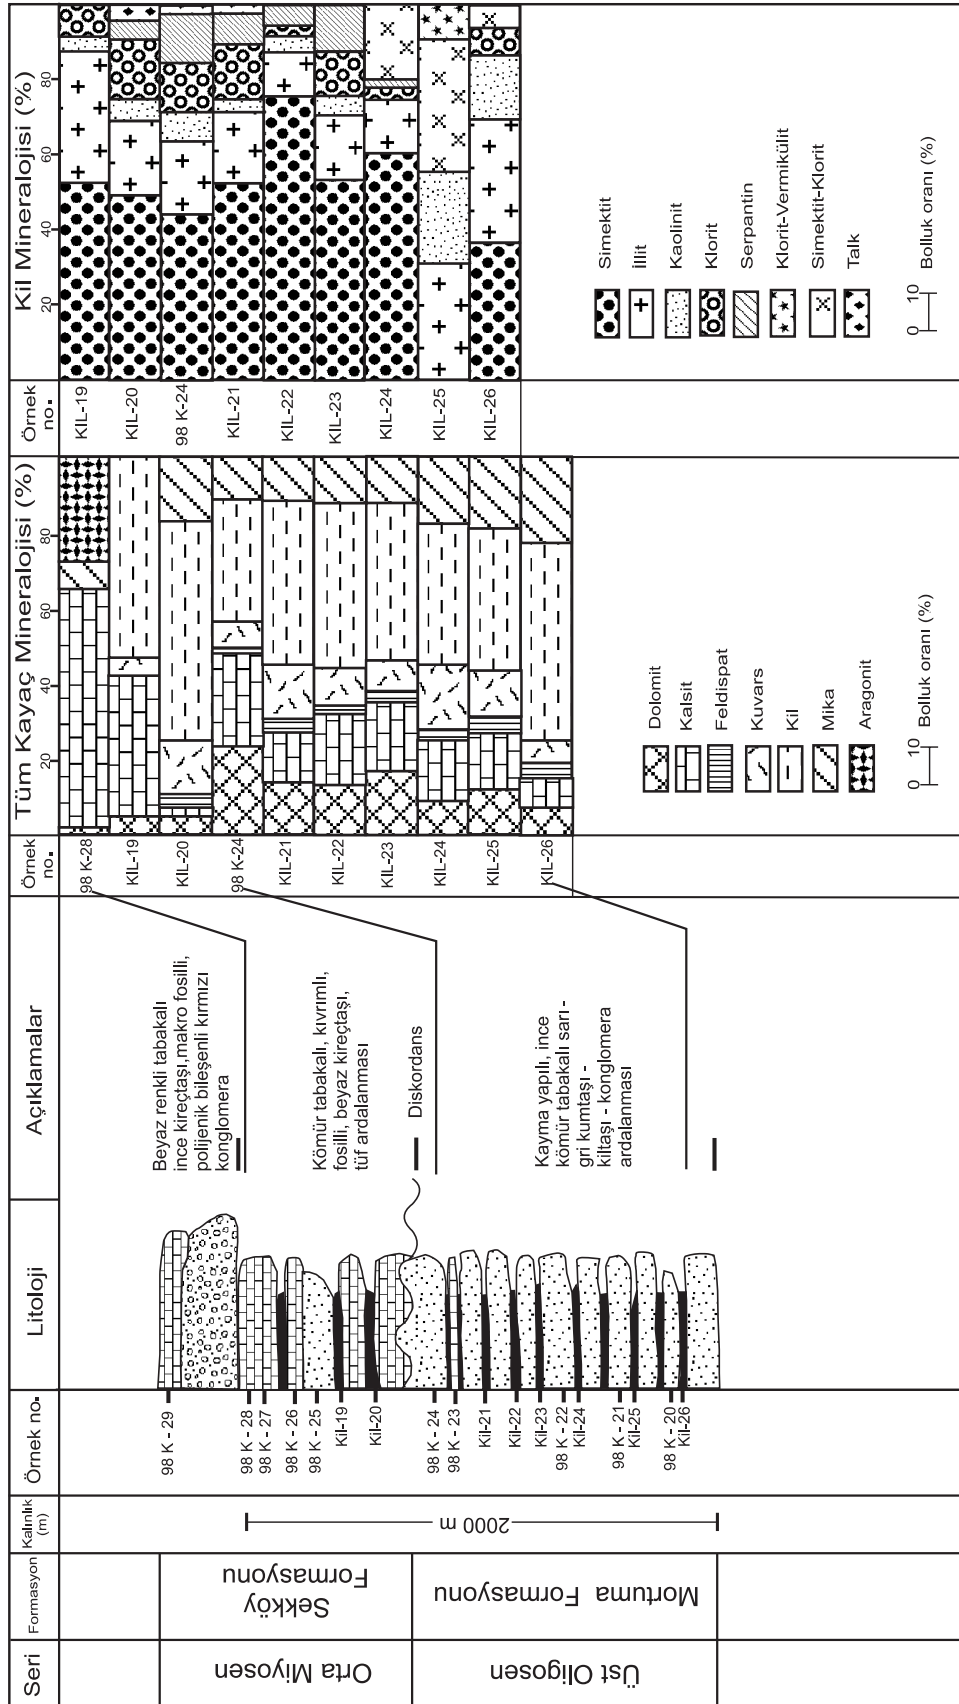 Seri
Formasyon
Kalınlık
(m)
Örnek no.
Litoloji
Açıklamalar
Örnek
no.
Tüm Kayaç Mineralojisi (%)
20
40
60
80
Örnek
no.
Kil Mineralojisi (%)
20
40
60
80
Orta Miyosen
Üst Oligosen
Sekköy
Formasyonu
Mortuma Formasyonu
2000 m
98 K - 29
98 K - 28
98 K - 27
98 K - 26
98 K - 25
Kil-19
Kil-20
98 K - 24
98 K - 23
Kil-21
Kil-22
Kil-23
98 K - 22
Kil-24
98 K - 21
Kil-25
98 K - 20
Kil-26
Beyaz renkli tabakalı
ince kireçtaşı,makro fosilli,
polijenik bileşenli kırmızı
konglomera
Kömür tabakalı, kıvrımlı,
fosilli, beyaz kireçtaşı,
tüf ardalanması
Diskordans
Kayma yapılı, ince
kömür tabakalı sarı -
gri kumtaşı -
kiltaşı - konglomera
ardalanması
98 K-28
KIL-19
KIL-20
98 K-24
KIL-21
KIL-22
KIL-23
KIL-24
KIL-25
KIL-26
Dolomit
Kalsit
Feldispat
Kuvars
Kil
Mika
Aragonit
0 10
Bolluk oranı (%)
KIL-19
KIL-20
98 K-24
KIL-21
KIL-22
KIL-23
KIL-24
KIL-25
KIL-26
Simektit
İllit
Kaolinit
Klorit
Serpantin
Klorit-Vermikülit
Simektit-Klorit
Talk
0 10
Bolluk oranı (%)